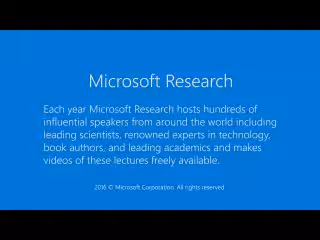 Microsoft Research
Each year Microsoft Research hosts hundreds of
influential speakers from around the world including
leading scientists, renowned experts in technology,
book authors, and leading academics and makes
videos of these lectures freely available.
2016 © Microsoft Corporation. All rights reserved.